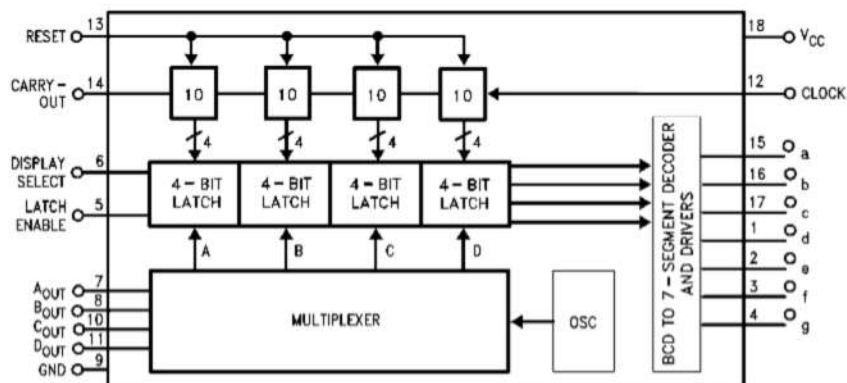 RESET 13
18 VCC
CARRY-OUT 14
10 10 10 10
12 CLOCK
4 4 4 4
DISPLAY SELECT 6
4-BIT LATCH 4-BIT LATCH 4-BIT LATCH 4-BIT LATCH
LATCH ENABLE 5
A B C D
AOUT 7
BOUT 8
COUT 10
DOUT 11
GND 9
MULTIPLEXER
OSC
BCD TO 7-SEGMENT DECODER
AND DRIVERS
15 a
16 b
17 c
1 d
2 e
3 f
4 g